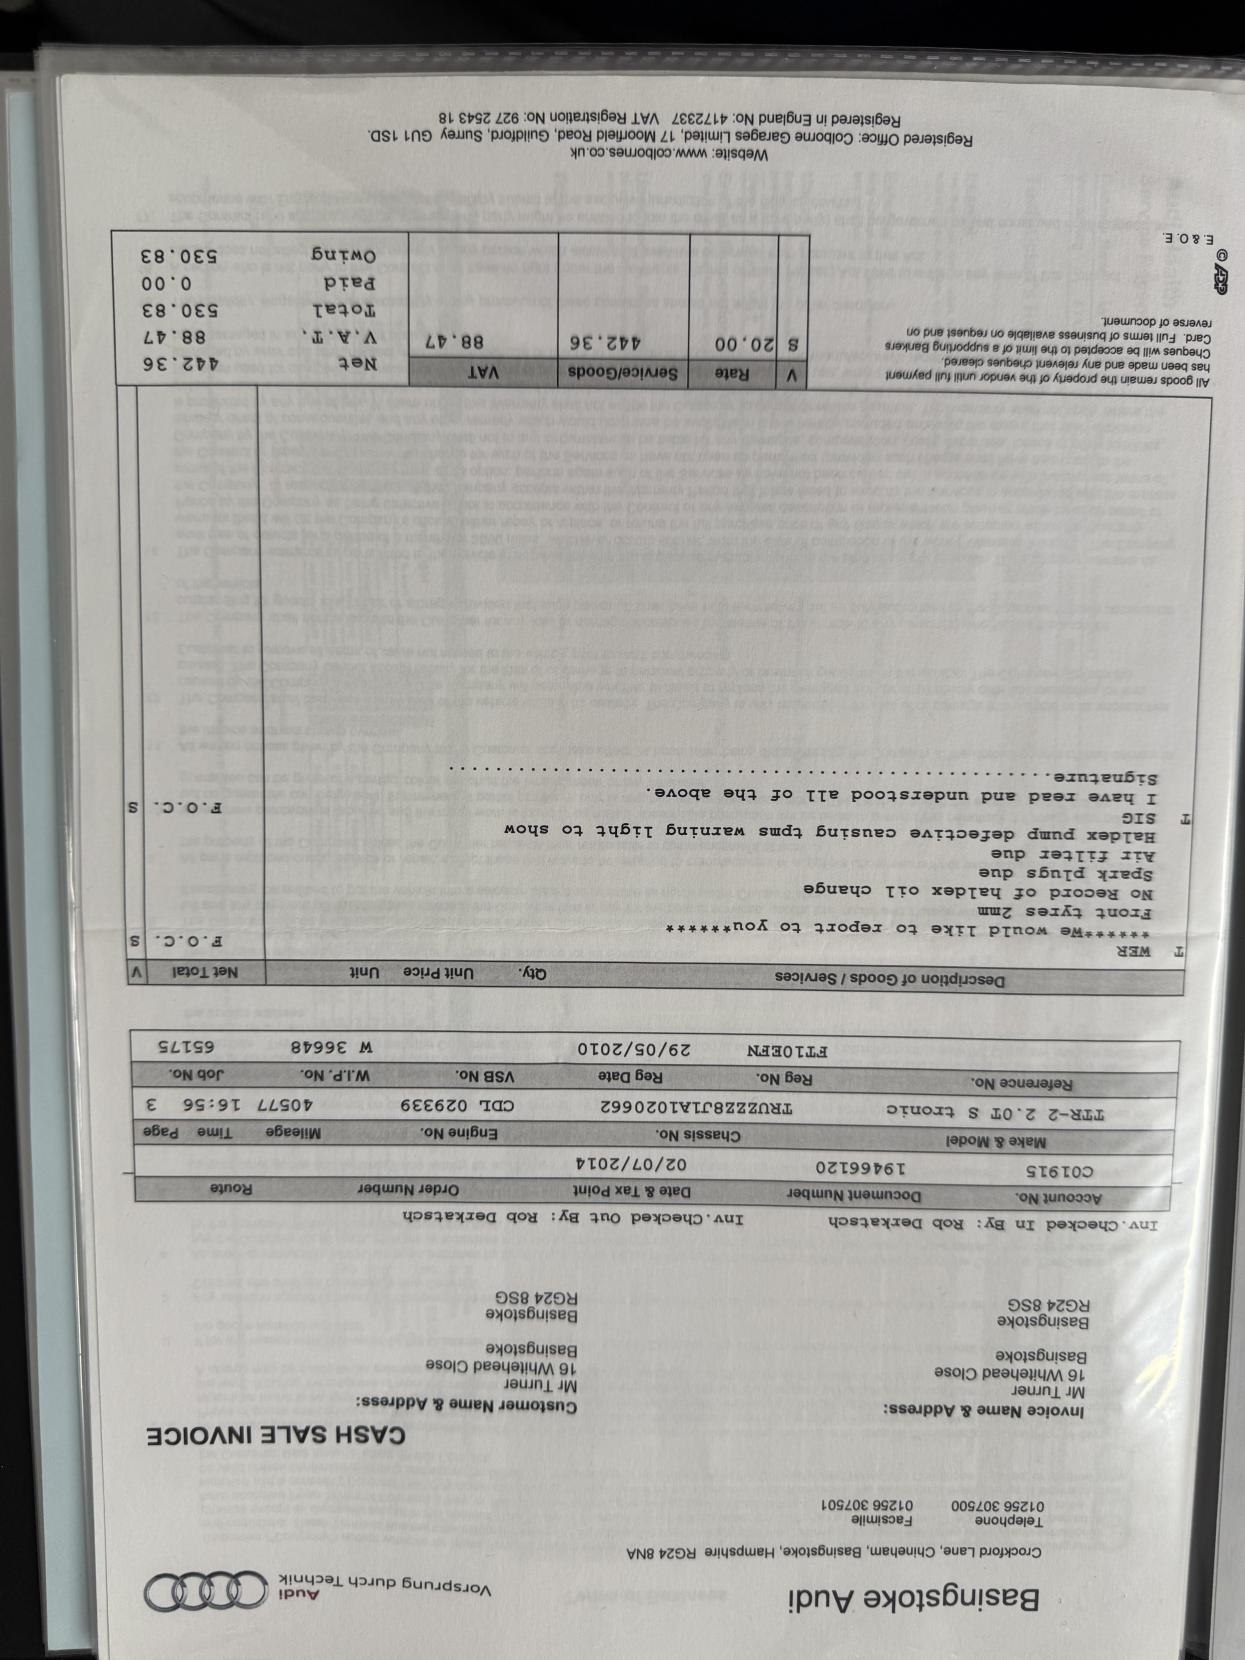 Basingstoke Audi
Vorsprung durch Technik
Audi
Crockford Lane, Chineham, Basingstoke, Hampshire RG24 8NA
Telephone Facsimile
01256 307500 01256 307501
CASH SALE INVOICE
Invoice Name & Address:
Mr Turner
16 Whitehead Close
Basingstoke
Basingstoke
RG24 8SG
Customer Name & Address:
Mr Turner
16 Whitehead Close
Basingstoke
Basingstoke
RG24 8SG
Inv.Checked In By: Rob Derkatsch Inv.Checked Out By: Rob Derkatsch
Account No. Document Number Date & Tax Point Order Number Route
C01915 19466120 02/07/2014
Make & Model Chassis No. Engine No. Mileage Time Page
TTR-2 2.0T S tronic TRUZZZ8J1A1020662 CDL 029339 40577 16:56 3
Reference No. Reg No. Reg Date VSB No. W.I.P. No. Job No.
FT10EFN 29/05/2010 W 36648 65175
Description of Goods / Services Qty. Unit Price Unit Net Total V
T WER F.O.C. S
*******We would like to report to you*******
Front tyres 2mm
No Record of haldex oil change
Spark plugs due
Air filter due
Haldex pump defective causing tpms warning light to show
T SIG F.O.C. S
I have read and understood all of the above.
Signature....................................................
All goods remain the property of the vendor until full payment
has been made and any relevent cheques cleared.
Cheques will be accepted to the limit of a supporting Bankers
Card. Full terms of business available on request and on
reverse of document.
© ADP
E. & O. E.
V Rate Service/Goods VAT
S 20.00 442.36 88.47
Net 442.36
V.A.T. 88.47
Total 530.83
Paid 0.00
Owing 530.83
Website: www.colbornes.co.uk
Registered Office: Colborne Garages Limited, 17 Moorfield Road, Guildford, Surrey GU1 1SD.
Registered in England No: 4172337 VAT Registration No: 927 2543 18